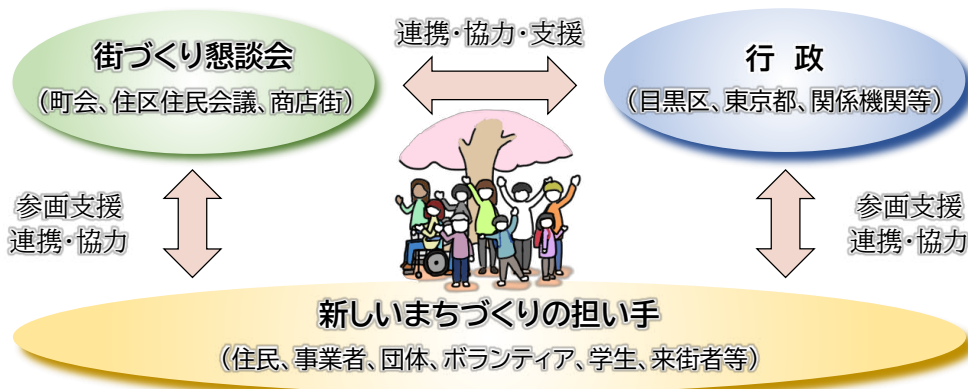 街づくり懇談会
(町会、住区住民会議、商店街)
連携・協力・支援
行 政
(目黒区、東京都、関係機関等)
参画支援
連携・協力
参画支援
連携・協力
新しいまちづくりの担い手
(住民、事業者、団体、ボランティア、学生、来街者等)